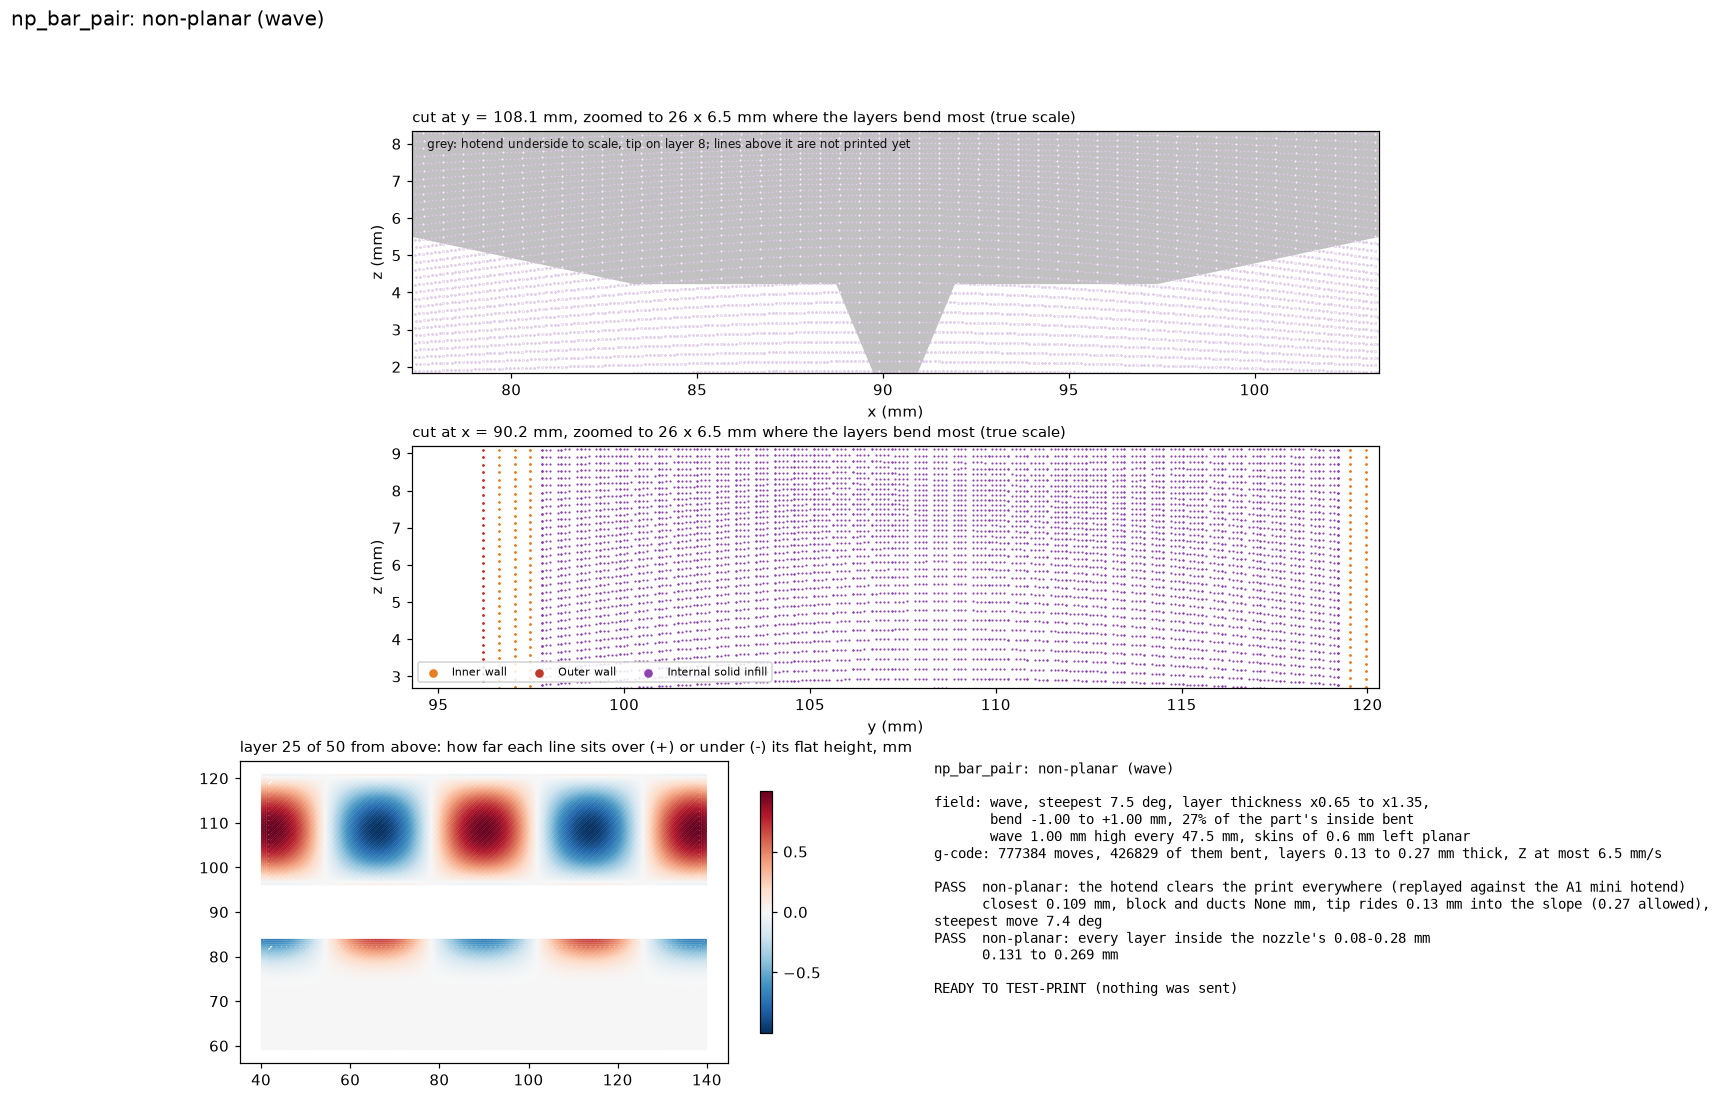 np_bar_pair: non-planar (wave)
cut at y = 108.1 mm, zoomed to 26 x 6.5 mm where the layers bend most (true scale)
grey: hotend underside to scale, tip on layer 8; lines above it are not printed yet
8
7
6
5
4
3
2
z (mm)
80
85
90
95
100
x (mm)
cut at x = 90.2 mm, zoomed to 26 x 6.5 mm where the layers bend most (true scale)
9
8
7
6
5
4
3
z (mm)
Inner wall
Outer wall
Internal solid infill
95
100
105
110
115
120
y (mm)
layer 25 of 50 from above: how far each line sits over (+) or under (-) its flat height, mm
120
110
100
90
80
70
60
40
60
80
100
120
140
0.5
0.0
−0.5
np_bar_pair: non-planar (wave)
field: wave, steepest 7.5 deg, layer thickness x0.65 to x1.35,
bend -1.00 to +1.00 mm, 27% of the part's inside bent
wave 1.00 mm high every 47.5 mm, skins of 0.6 mm left planar
g-code: 777384 moves, 426829 of them bent, layers 0.13 to 0.27 mm thick, Z at most 6.5 mm/s
PASS  non-planar: the hotend clears the print everywhere (replayed against the A1 mini hotend)
closest 0.109 mm, block and ducts None mm, tip rides 0.13 mm into the slope (0.27 allowed),
steepest move 7.4 deg
PASS  non-planar: every layer inside the nozzle's 0.08-0.28 mm
0.131 to 0.269 mm
READY TO TEST-PRINT (nothing was sent)